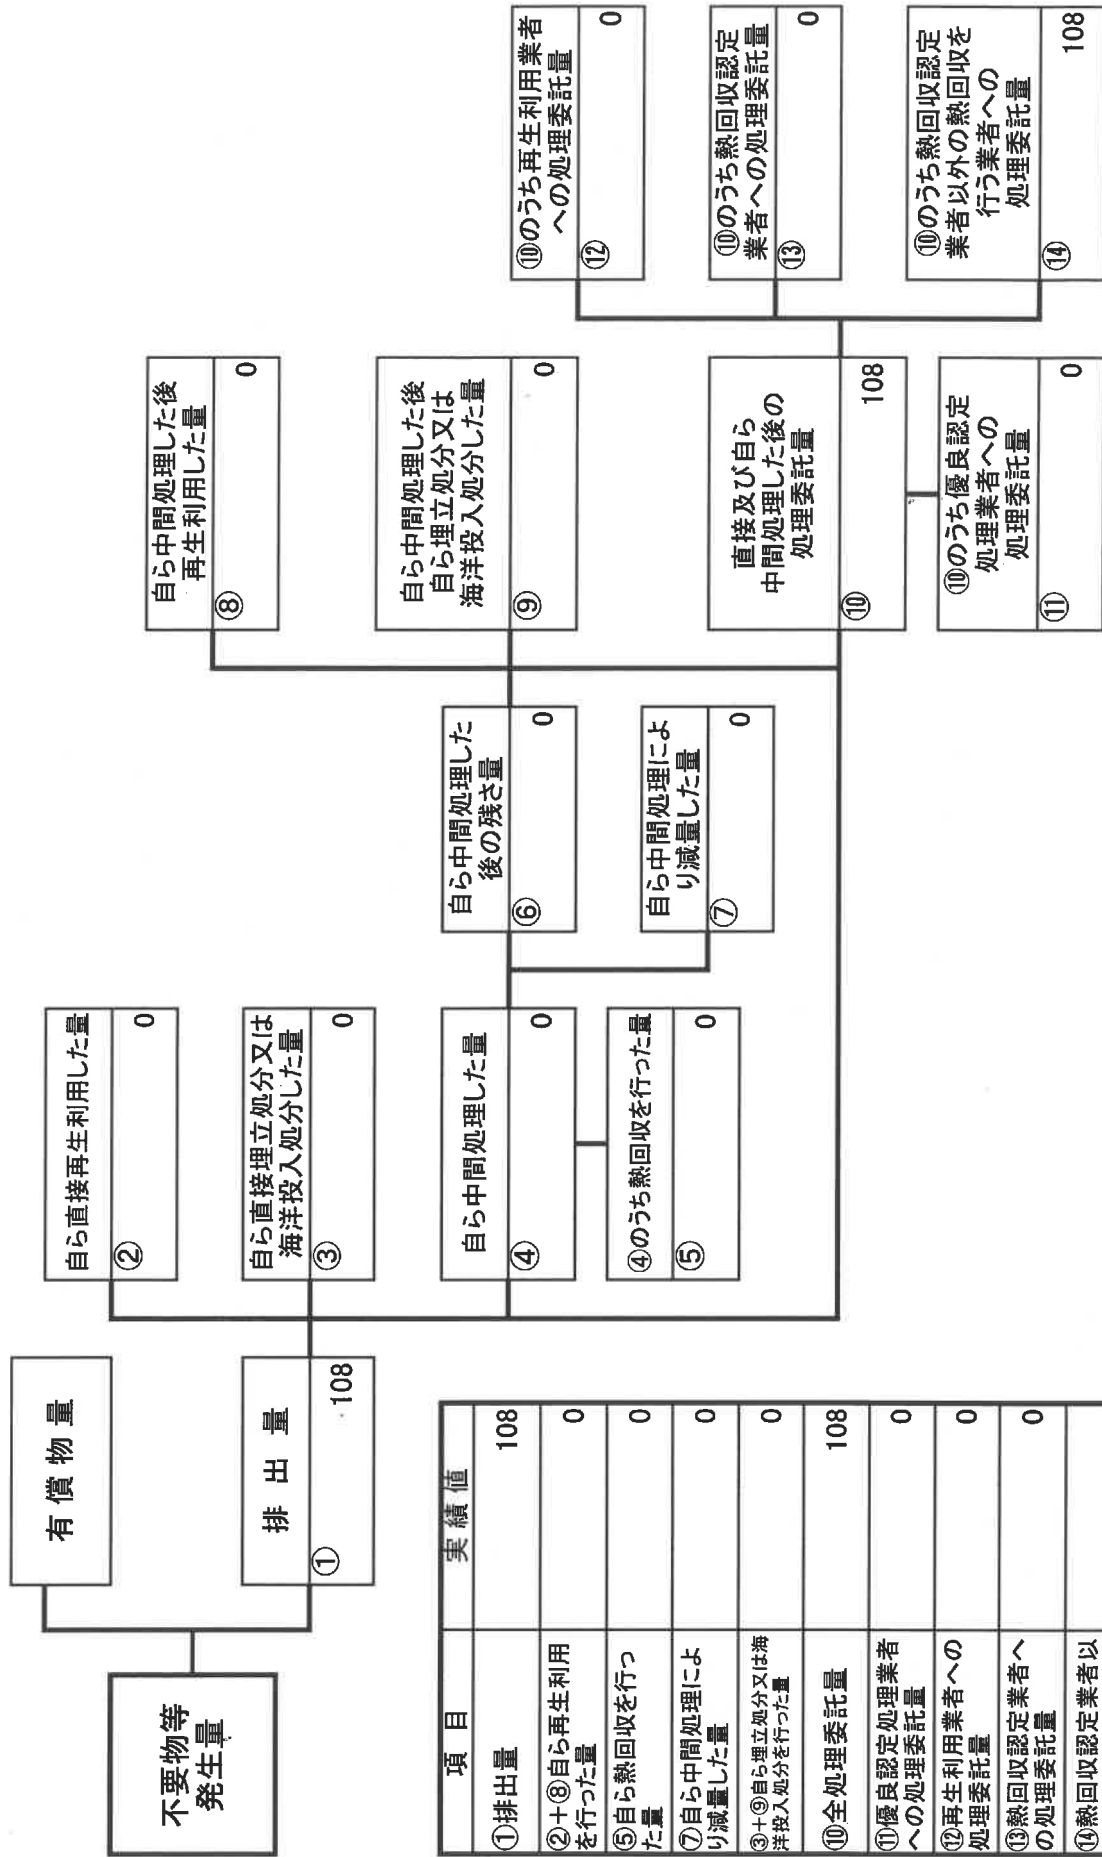 不要物等
発生量
有 償 物 量
排 出 量
①
108
自ら直接再生利用した量
②
0
自ら直接埋立処分又は
海洋投入処分した量
③
0
自ら中間処理した量
④
0
④のうち熱回収を行った量
⑤
0
自ら中間処理した
後の残さ量
⑥
0
自ら中間処理によ
り減量した量
⑦
0
自ら中間処理した後
再生利用した量
⑧
0
自ら中間処理した後
自ら埋立処分又は
海洋投入処分した量
⑨
0
直接及び自ら
中間処理した後の
処理委託量
⑩
108
⑩のうち優良認定
処理業者への
処理委託量
⑪
0
⑩のうち再生利用業者
への処理委託量
⑫
0
⑩のうち熱回収認定
業者への処理委託量
⑬
0
⑩のうち熱回収認定
業者以外の熱回収を
行う業者への
処理委託量
⑭
108
項 目
実 績 値
①排出量
108
②+⑧自ら再生利用
を行った量
0
⑤自ら熱回収を行っ
た量
0
⑦自ら中間処理によ
り減量した量
0
③+⑨自ら埋立処分又は海
洋投入処分を行った量
0
⑩全処理委託量
108
⑪優良認定処理業者
への処理委託量
0
⑫再生利用業者への
処理委託量
0
⑬熱回収認定業者へ
の処理委託量
0
⑭熱回収認定業者以